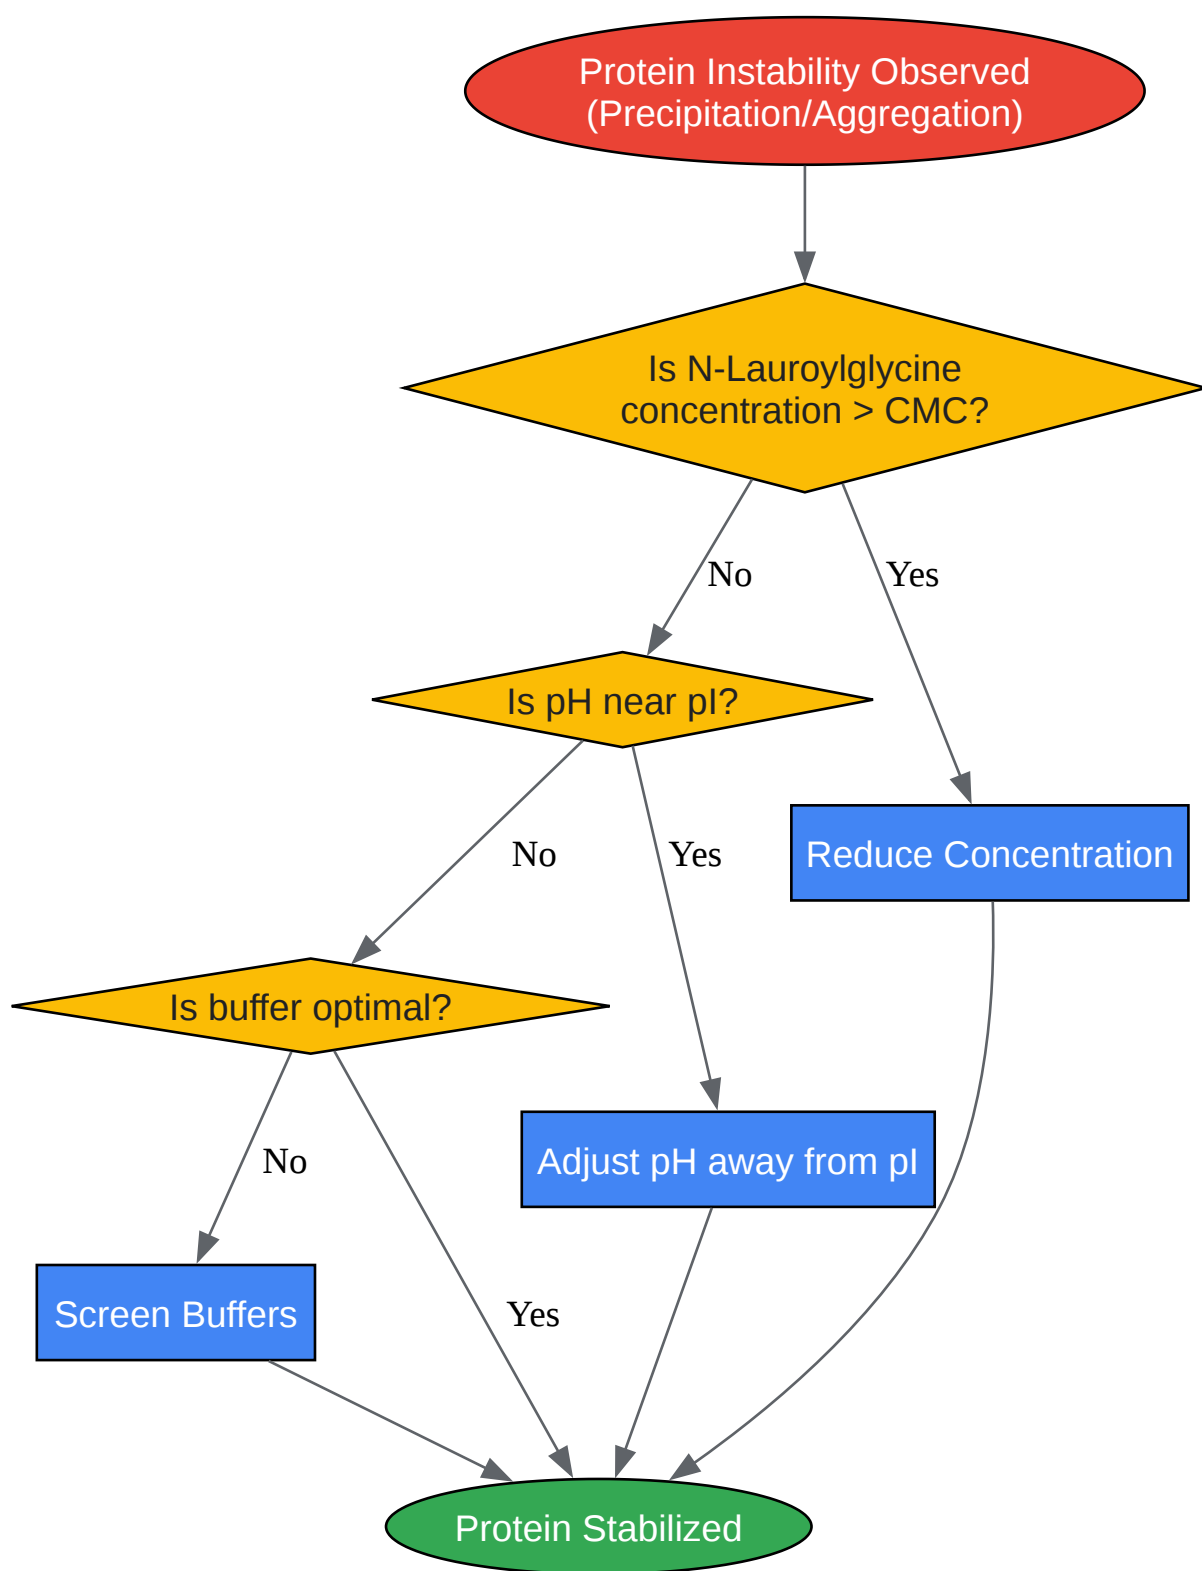 Protein Instability Observed
(Precipitation/Aggregation)
Is N-Lauroylglycine
concentration > CMC?
No
Yes
Is pH near pI?
No
Yes
Reduce Concentration
Is buffer optimal?
No
Adjust pH away from pI
Screen Buffers
Yes
Protein Stabilized